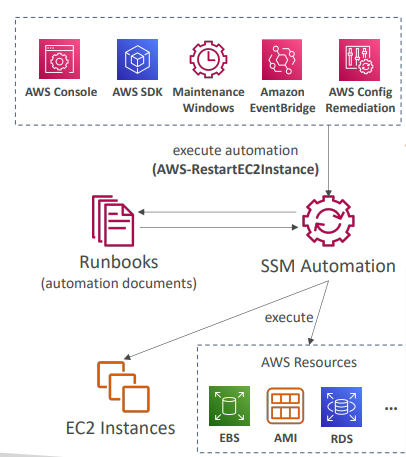 AWS Console
AWS SDK
Maintenance
Windows
Amazon
EventBridge
AWS Config
Remediation
execute automation
(AWS-RestartEC2Instance)
Runbooks
(automation documents)
SSM Automation
execute
EC2 Instances
AWS Resources
EBS
AMI
RDS
...